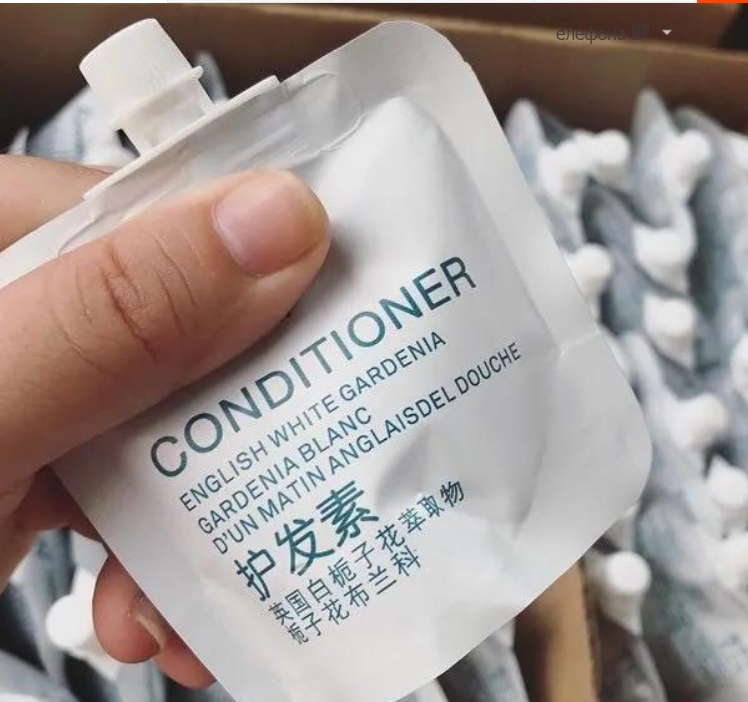 CONDITIONER
ENGLISH WHITE GARDENIA
GARDENIA BLANC
D'UN MATIN ANGLAISDEL DOUCHE
护发素
英国白栀子花萃取物
栀子花布兰科